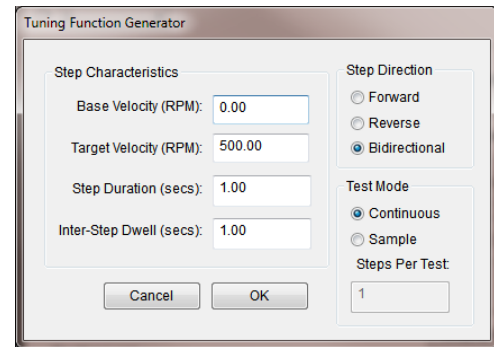 Tuning Function Generator
Step Characteristics
Base Velocity (RPM): 0.00
Target Velocity (RPM): 500.00
Step Duration (secs): 1.00
Inter-Step Dwell (secs): 1.00
Cancel
OK
Step Direction
Forward
Reverse
Bidirectional
Test Mode
Continuous
Sample
Steps Per Test:
1